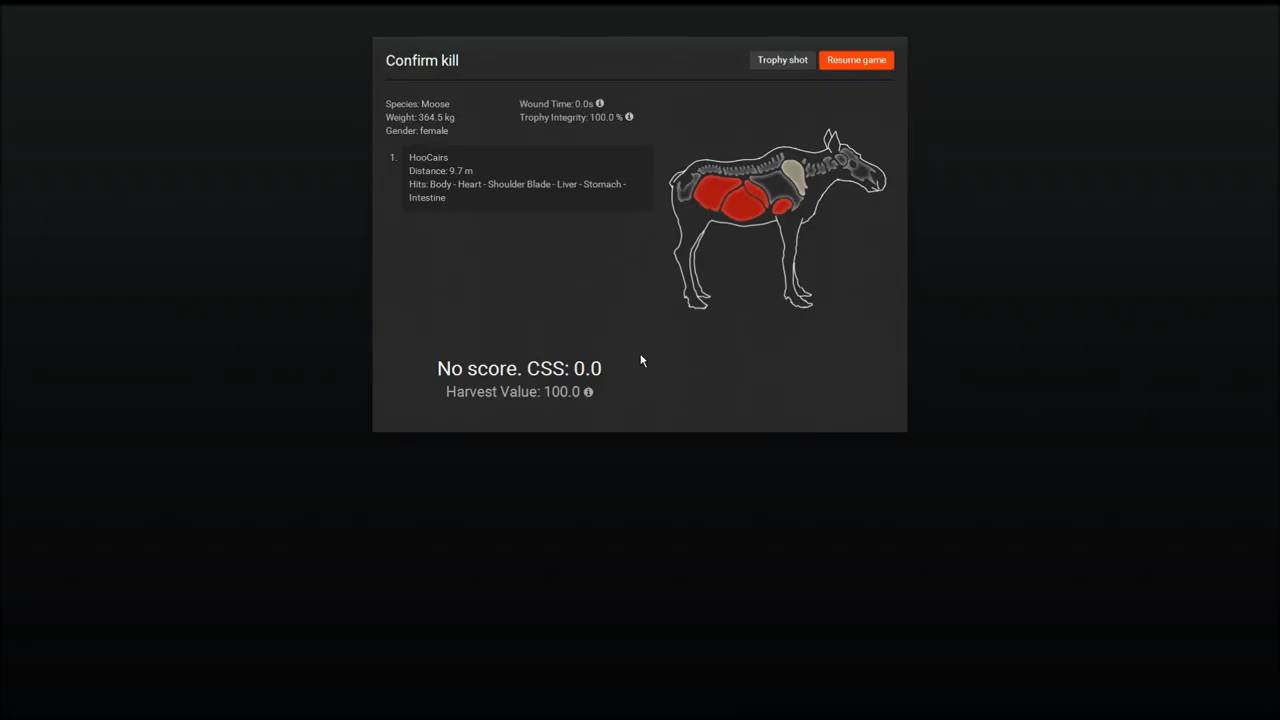 Confirm kill
Trophy shot
Resume game
Species: Moose
Weight: 364.5 kg
Gender: female
Wound Time: 0.0s
Trophy Integrity: 100.0 %
1.
HooCairs
Distance: 9.7 m
Hits: Body - Heart - Shoulder Blade - Liver - Stomach -
Intestine
No score. CSS: 0.0
Harvest Value: 100.0